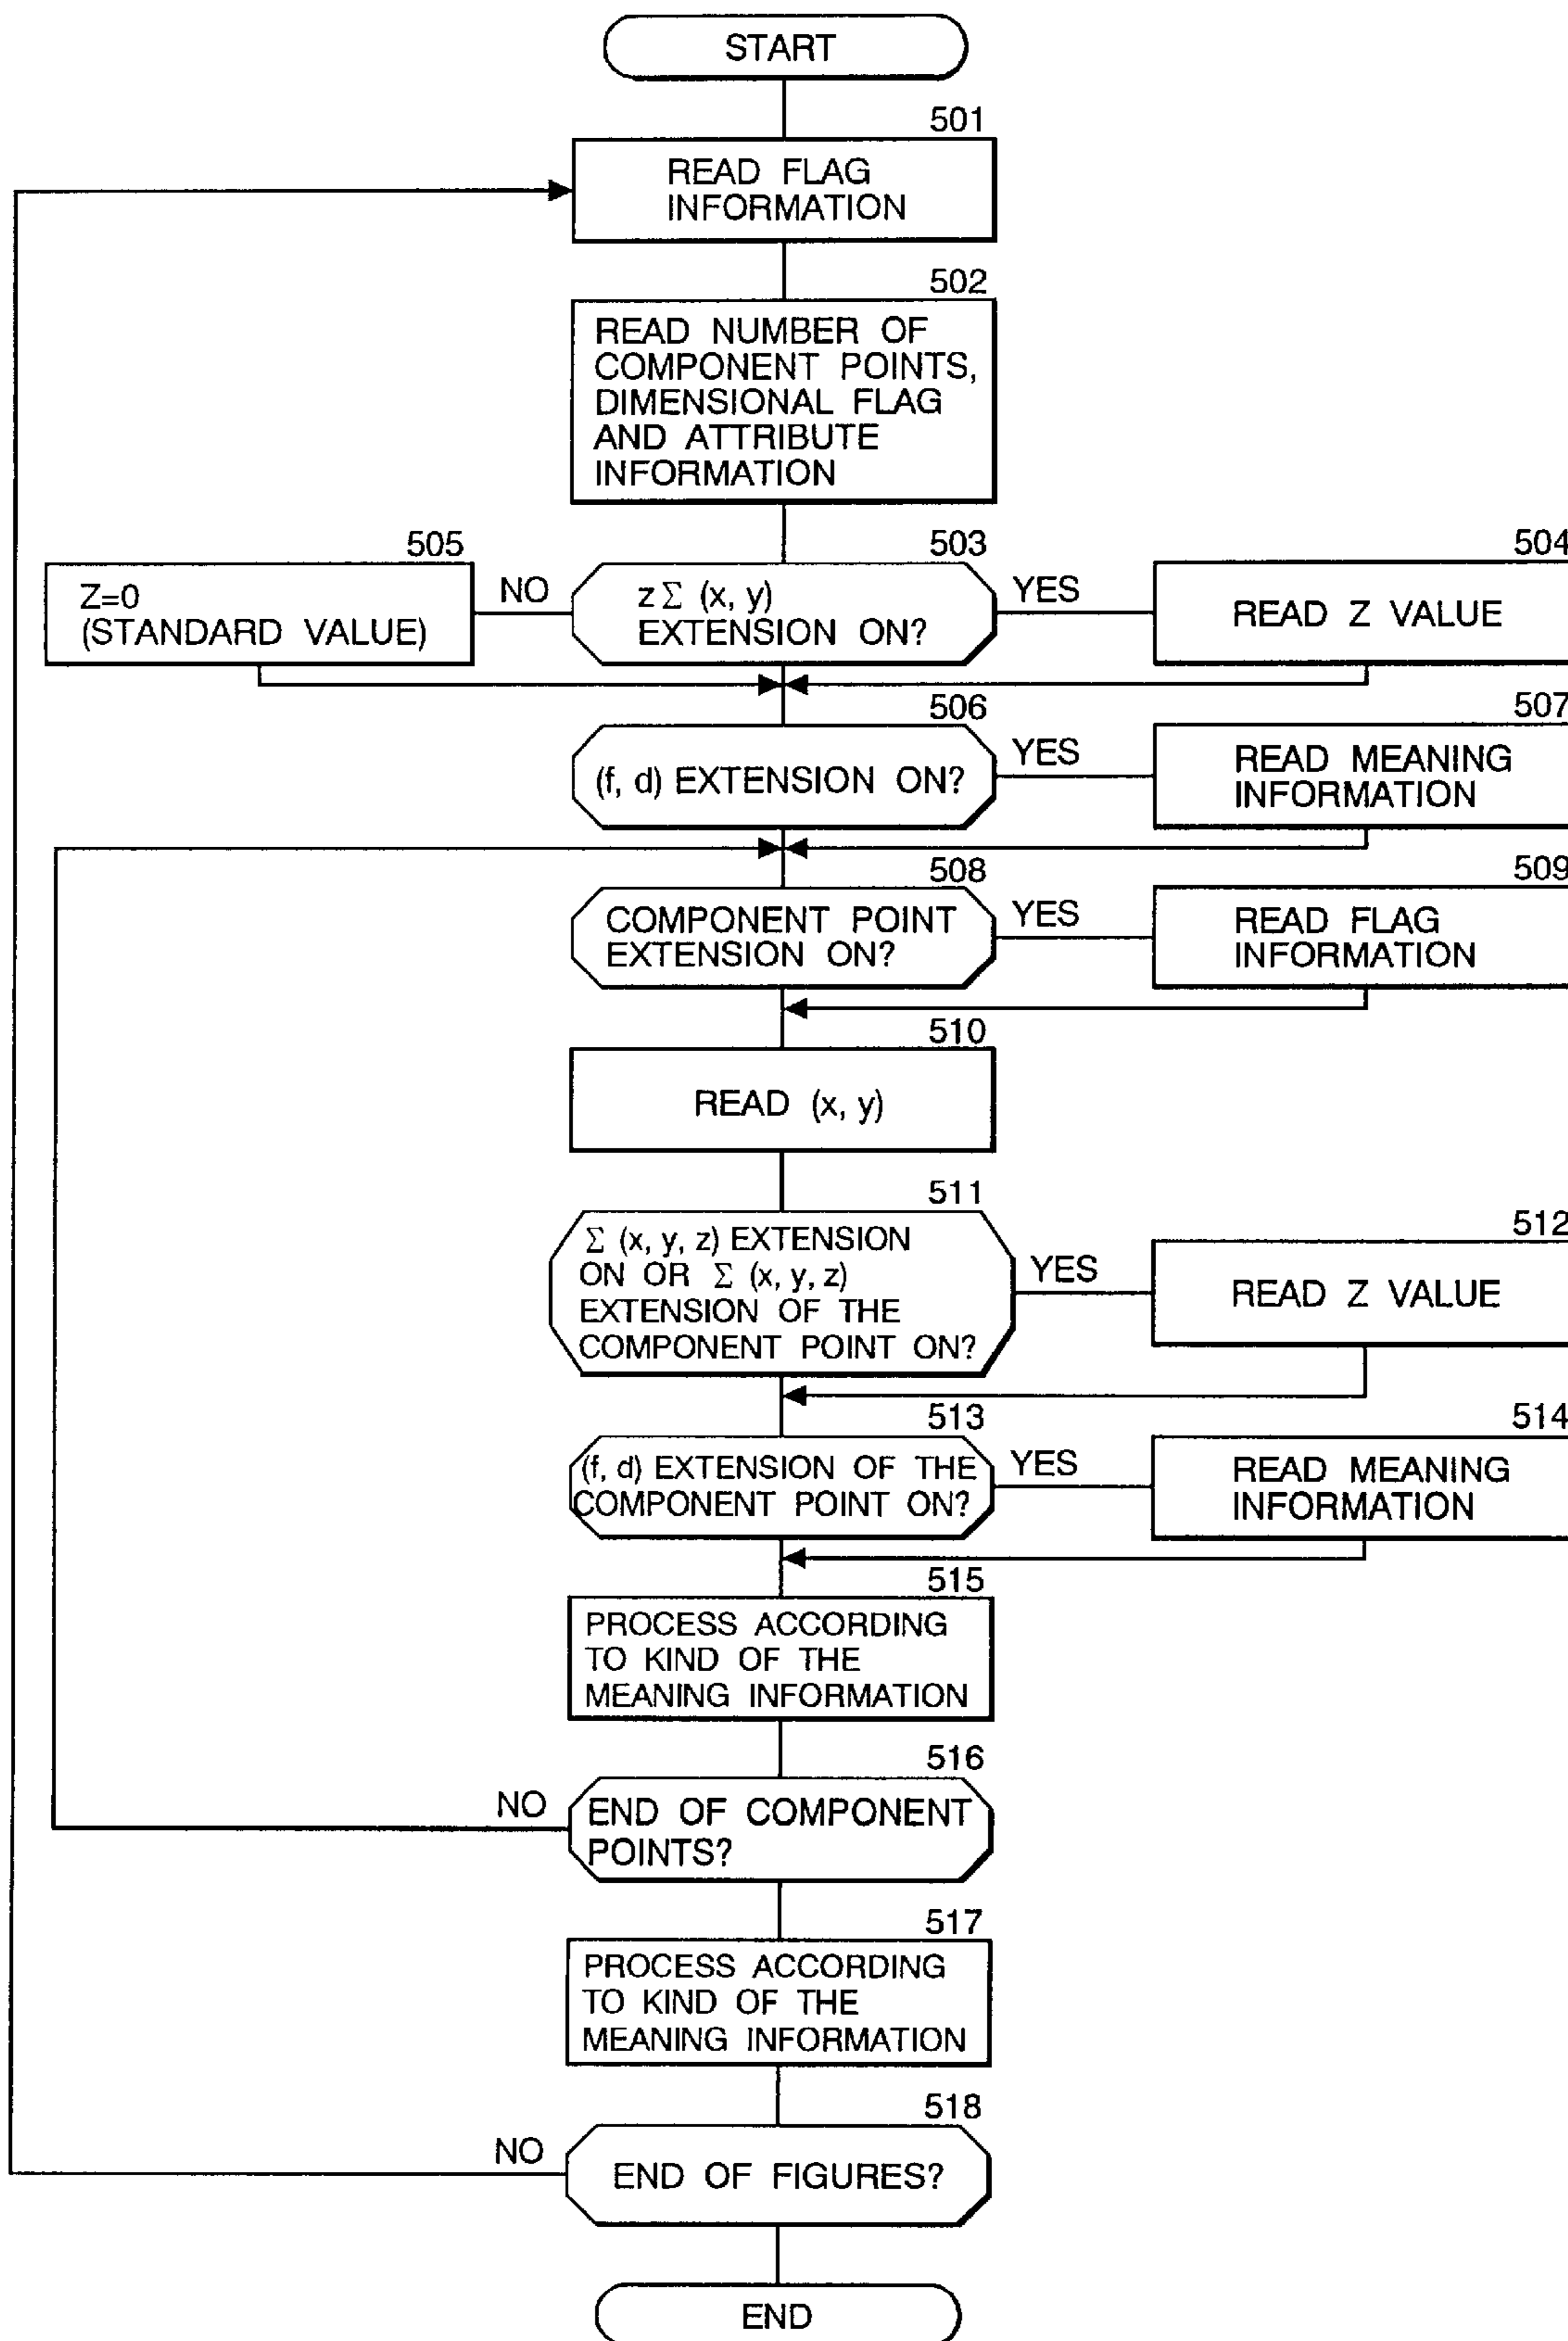 START
501
READ FLAG
INFORMATION
502
READ NUMBER OF
COMPONENT POINTS,
DIMENSIONAL FLAG
AND ATTRIBUTE
INFORMATION
505
Z=0
(STANDARD VALUE)
NO
503
z Σ (x, y)
EXTENSION ON?
YES
504
READ Z VALUE
506
(f, d) EXTENSION ON?
YES
507
READ MEANING
INFORMATION
508
COMPONENT POINT
EXTENSION ON?
YES
509
READ FLAG
INFORMATION
510
READ (x, y)
511
Σ (x, y, z) EXTENSION
ON OR Σ (x, y, z)
EXTENSION OF THE
COMPONENT POINT ON?
YES
512
READ Z VALUE
513
(f, d) EXTENSION OF THE
COMPONENT POINT ON?
YES
514
READ MEANING
INFORMATION
515
PROCESS ACCORDING
TO KIND OF THE
MEANING INFORMATION
516
NO
END OF COMPONENT
POINTS?
517
PROCESS ACCORDING
TO KIND OF THE
MEANING INFORMATION
518
NO
END OF FIGURES?
END